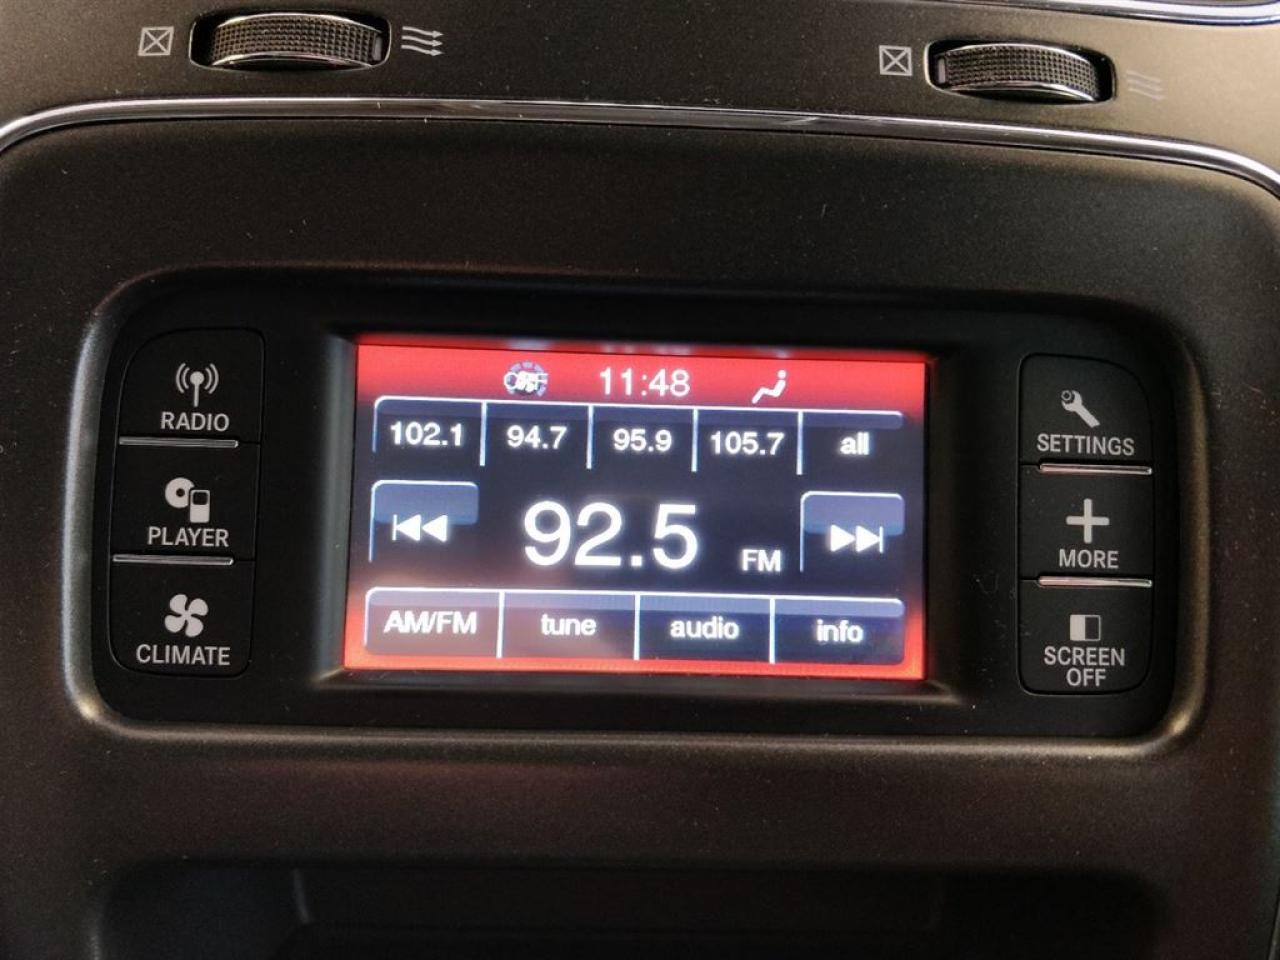 11:48
102.1 94.7 95.9 105.7 all
92.5 FM
AM/FM tune audio info
RADIO
PLAYER
CLIMATE
SETTINGS
MORE
SCREEN
OFF